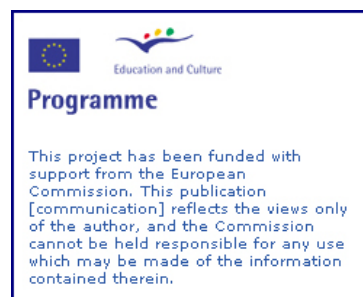 Education and Culture
Programme
This project has been funded with
support from the European
Commission. This publication
[communication] reflects the views only
of the author, and the Commission
cannot be held responsible for any use
which may be made of the information
contained therein.